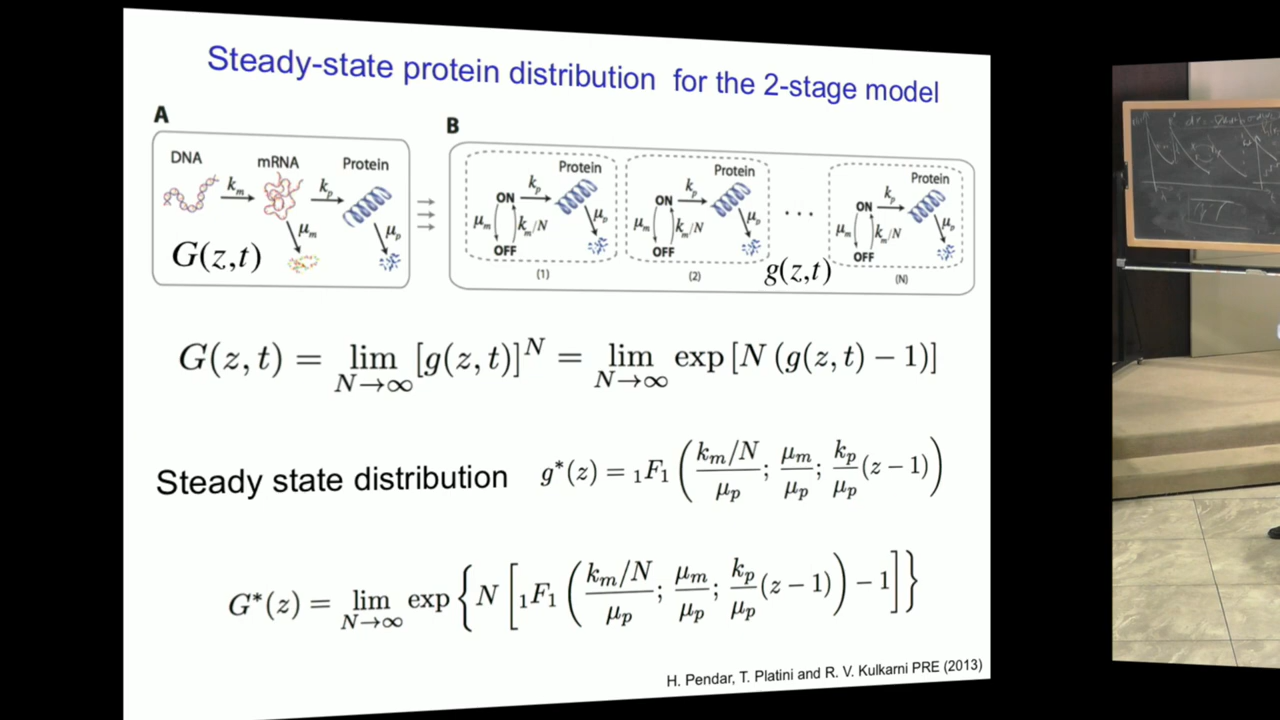 Steady-state protein distribution for the 2-stage model
A
B
DNA
mRNA
Protein
k_m
k_p
μ_m
μ_p
G(z,t)
Protein
k_p
ON
μ_m
k_m/N
μ_p
OFF
(1)
Protein
k_p
ON
μ_m
k_m/N
μ_p
OFF
(2)
...
g(z,t)
Protein
k_p
ON
μ_m
k_m/N
μ_p
OFF
(N)
G(z,t) = lim_{N→∞} [g(z,t)]^N = lim_{N→∞} exp [N (g(z,t) − 1)]
Steady state distribution g*(z) = ₁F₁ ( (k_m/N)/μ_p ; μ_m/μ_p ; k_p/μ_p (z − 1) )
G*(z) = lim_{N→∞} exp { N [ ₁F₁ ( (k_m/N)/μ_p ; μ_m/μ_p ; k_p/μ_p (z − 1) ) − 1 ] }
H. Pendar, T. Platini and R. V. Kulkarni PRE (2013)